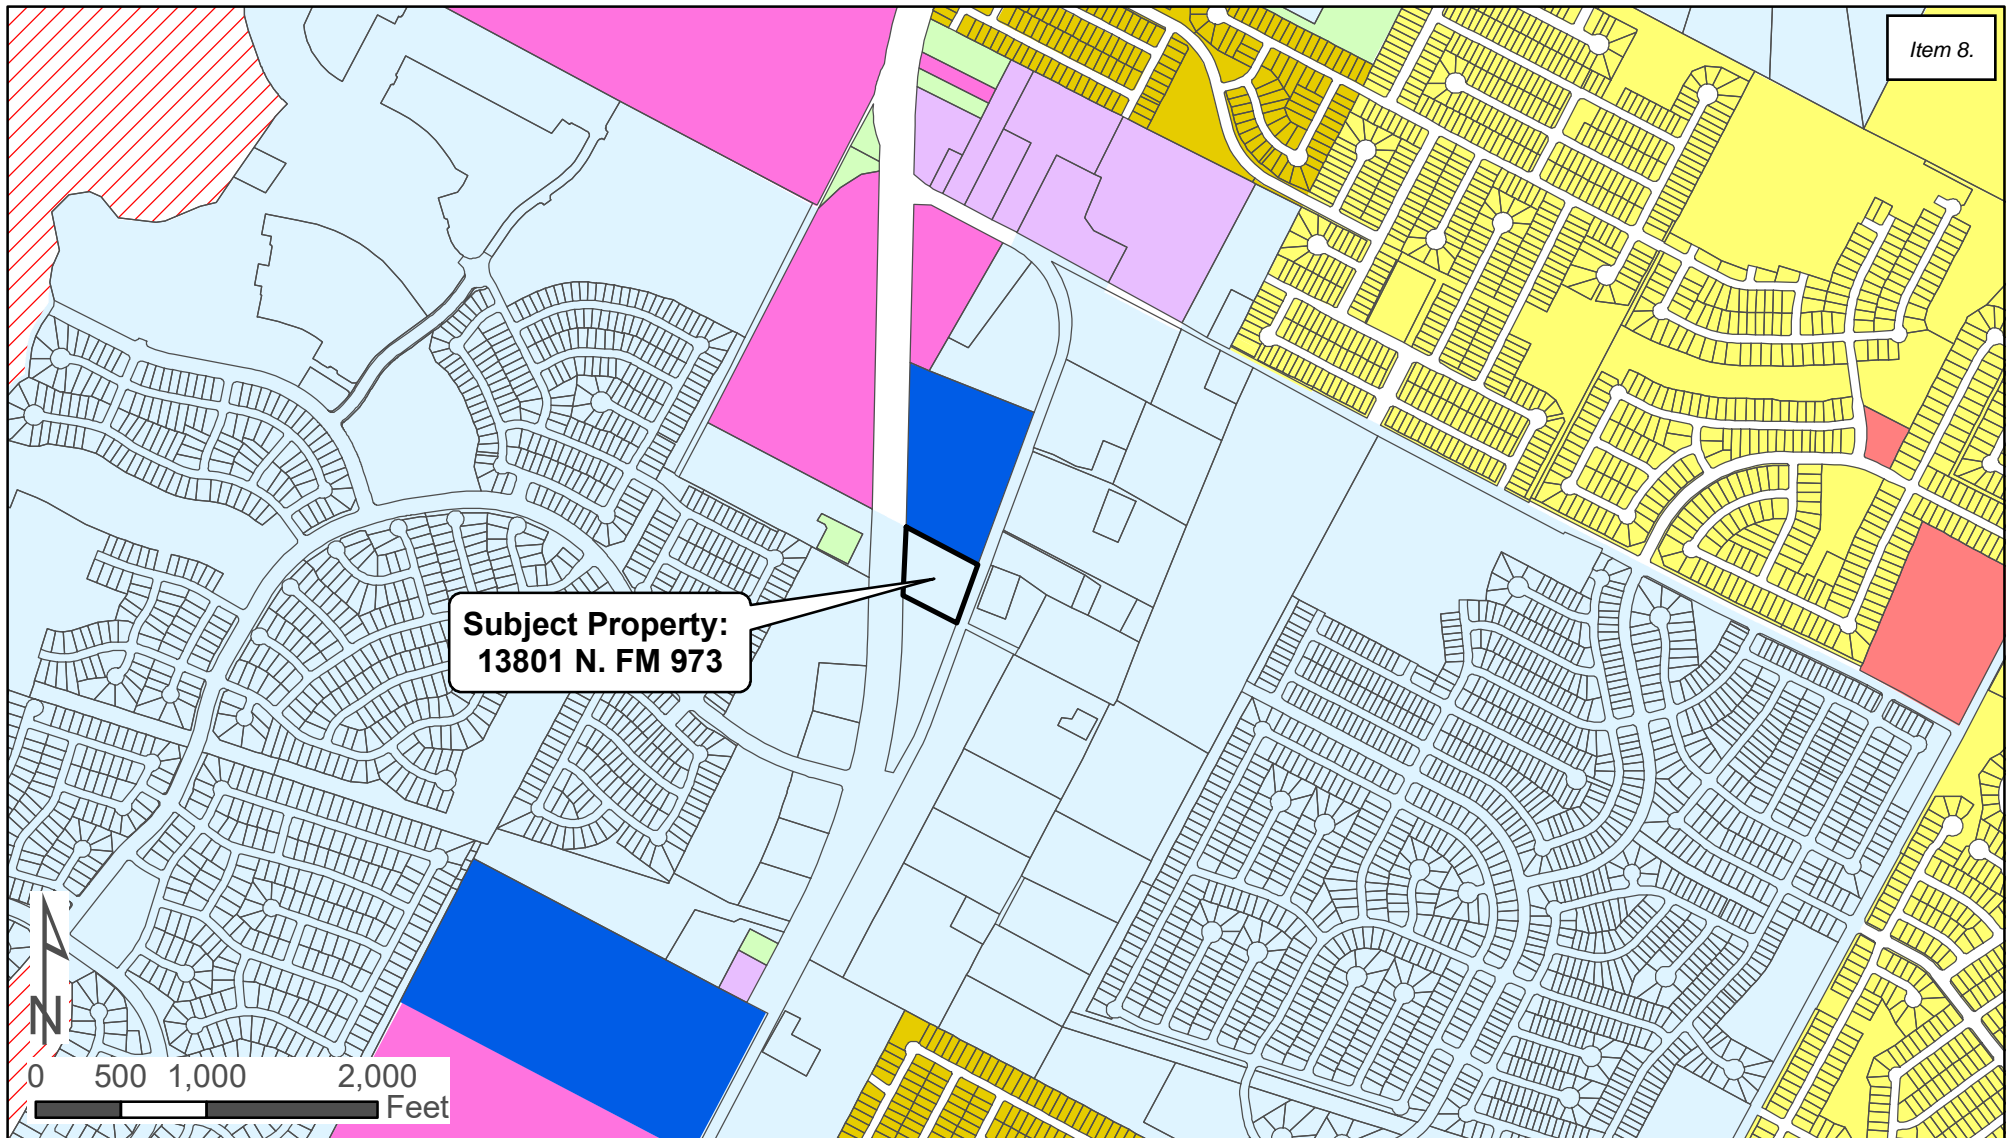 Item 8.
Subject Property:
13801 N. FM 973
N
0 500 1,000 2,000
Feet